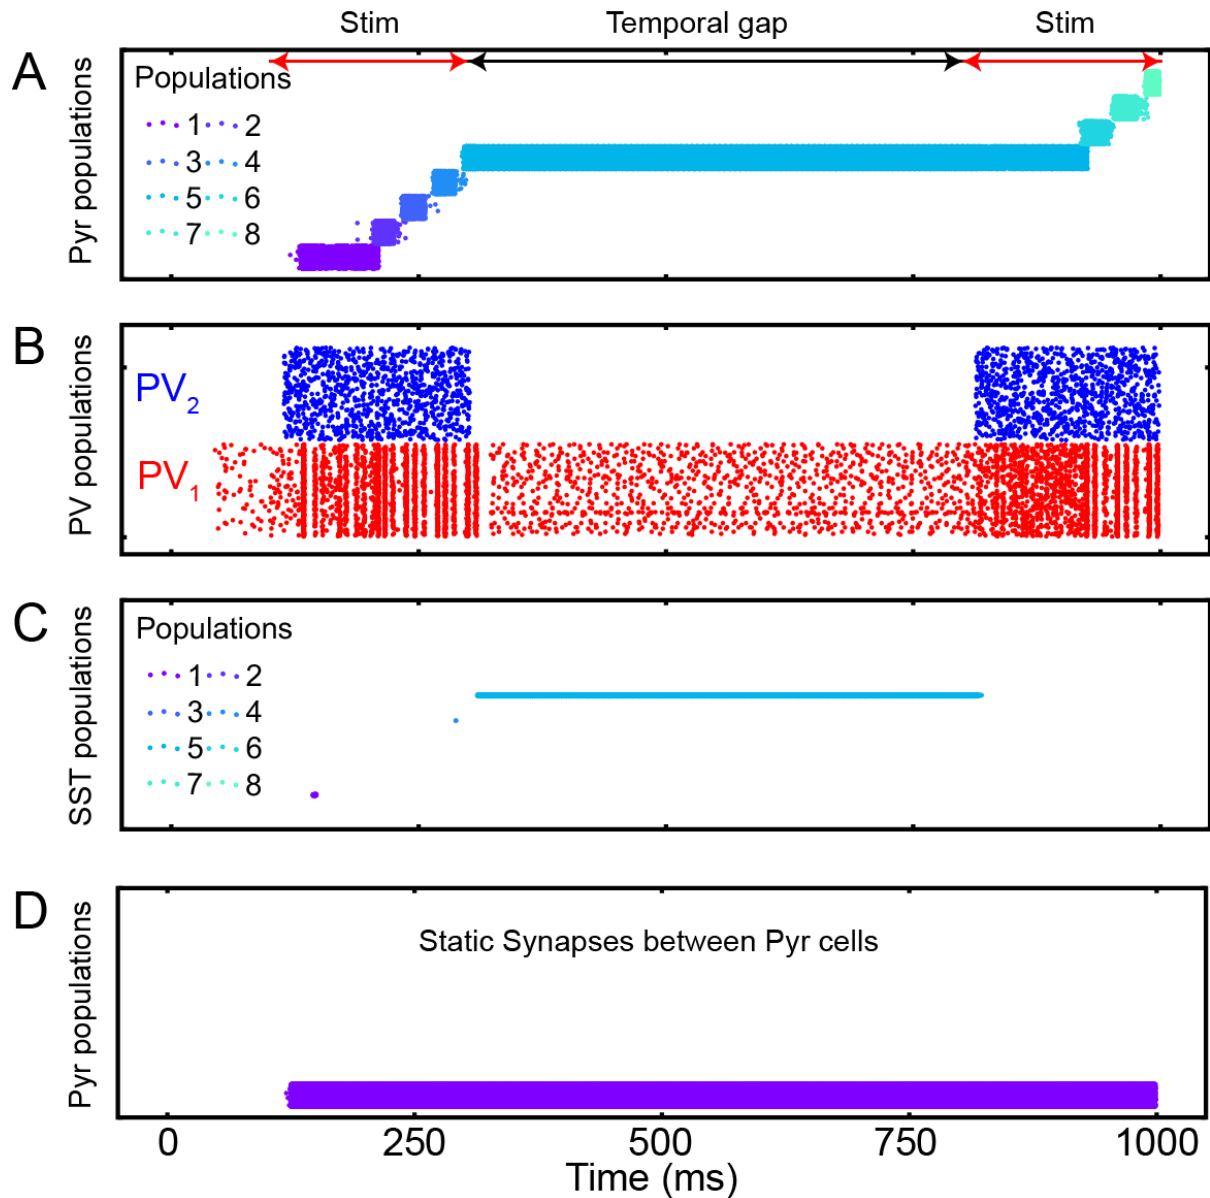 Stim Temporal gap Stim
A
Pyr populations
Populations
1 2
3 4
5 6
7 8
B
PV populations
PV2
PV1
C
SST populations
Populations
1 2
3 4
5 6
7 8
D
Pyr populations
Static Synapses between Pyr cells
0 250 500 750 1000
Time (ms)